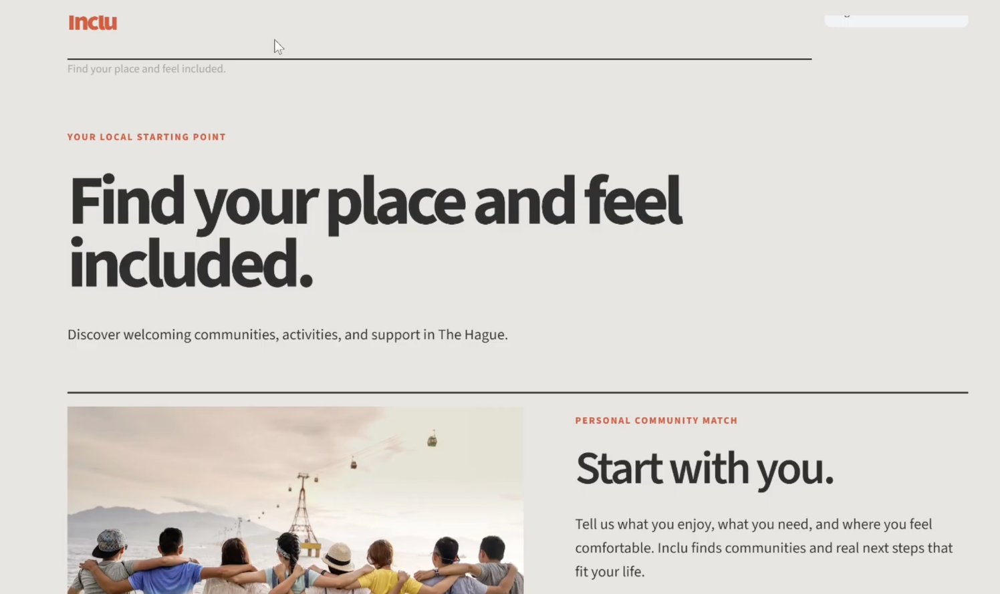 Inclu
Find your place and feel included.
YOUR LOCAL STARTING POINT
Find your place and feel
included.
Discover welcoming communities, activities, and support in The Hague.
PERSONAL COMMUNITY MATCH
Start with you.
Tell us what you enjoy, what you need, and where you feel
comfortable. Inclu finds communities and real next steps that
fit your life.